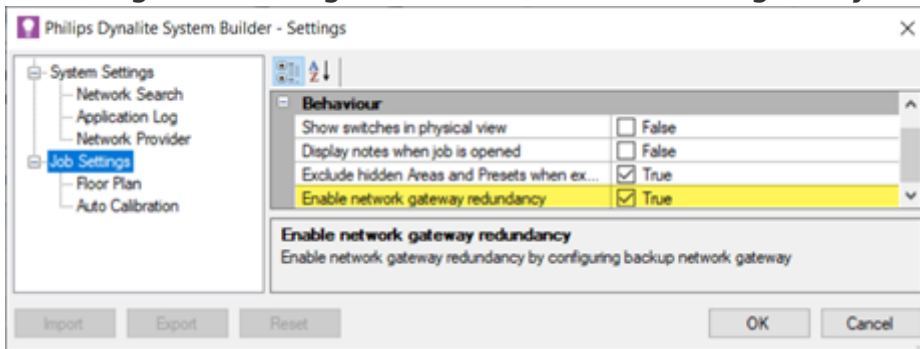 Philips Dynalite System Builder - Settings
System Settings
Network Search
Application Log
Network Provider
Job Settings
Floor Plan
Auto Calibration
Behaviour
Show switches in physical view False
Display notes when job is opened False
Exclude hidden Areas and Presets when ex... True
Enable network gateway redundancy True
Enable network gateway redundancy
Enable network gateway redundancy by configuring backup network gateway
Import Export Reset OK Cancel